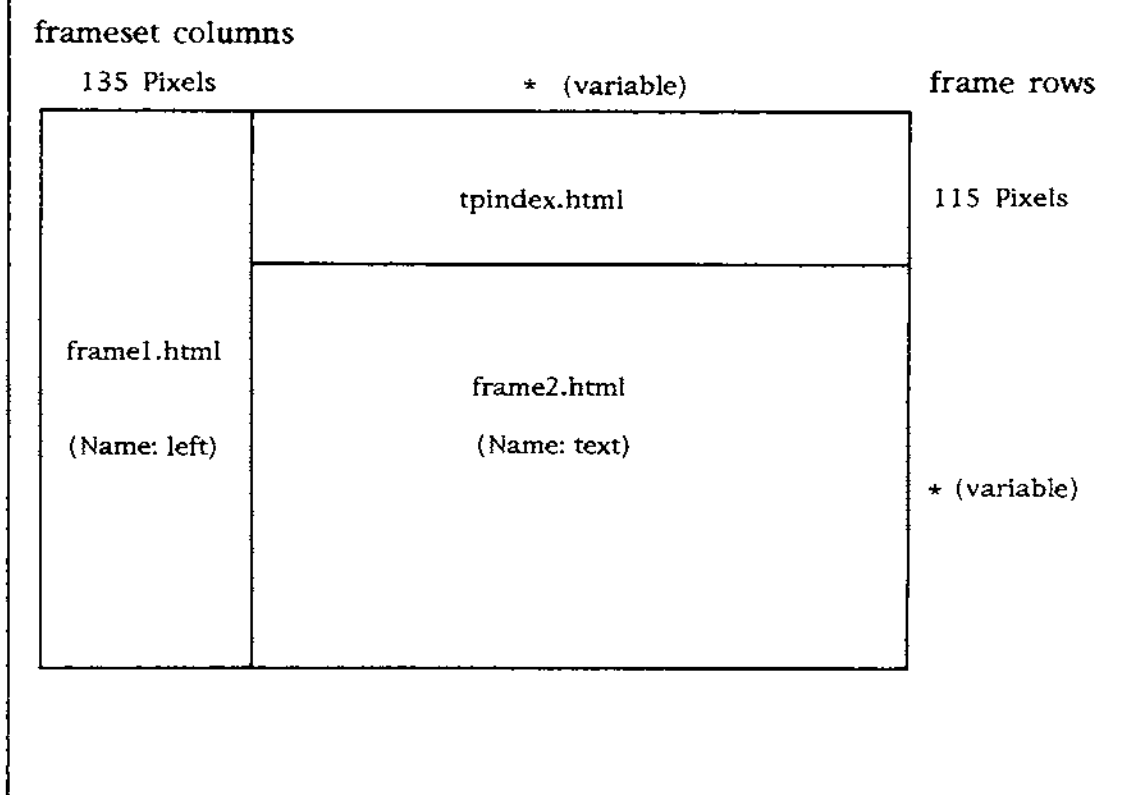 frameset columns
135 Pixels
* (variable)
frame rows
tpindex.html
115 Pixels
frame1.html
(Name: left)
frame2.html
(Name: text)
* (variable)